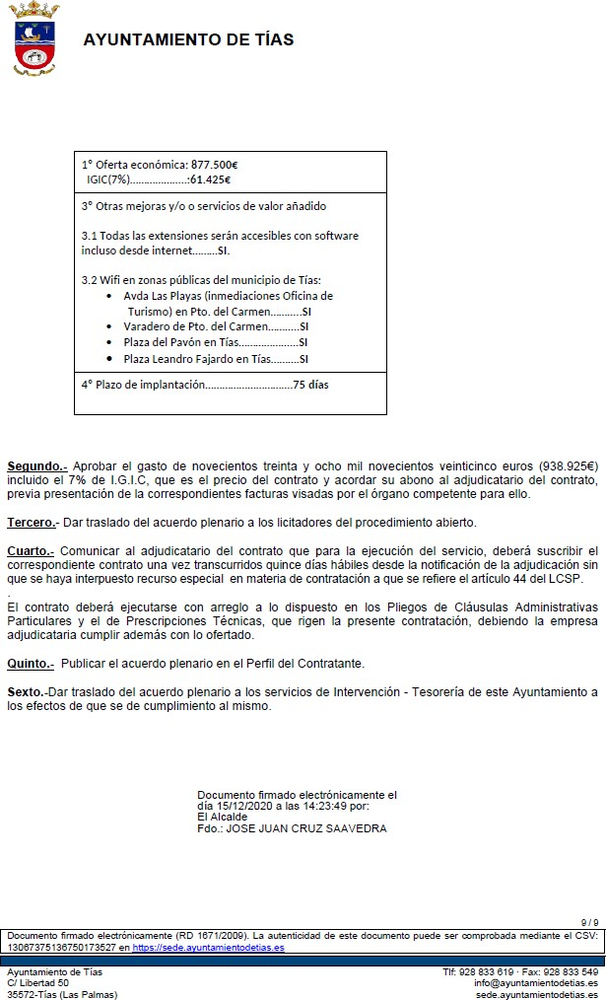 AYUNTAMIENTO DE TÍAS
1º Oferta económica: 877.500€
IGIC(7%)....................:61.425€
3º Otras mejoras y/o o servicios de valor añadido
3.1 Todas las extensiones serán accesibles con software
incluso desde internet.........SI.
3.2 Wifi en zonas públicas del municipio de Tías:
• Avda Las Playas (inmediaciones Oficina de
Turismo) en Pto. del Carmen...........SI
• Varadero de Pto. del Carmen...........SI
• Plaza del Pavón en Tías.....................SI
• Plaza Leandro Fajardo en Tías..........SI
4º Plazo de implantación...............................75 días
Segundo.- Aprobar el gasto de novecientos treinta y ocho mil novecientos veinticinco euros (938.925€)
incluido el 7% de I.G.I.C, que es el precio del contrato y acordar su abono al adjudicatario del contrato,
previa presentación de la correspondientes facturas visadas por el órgano competente para ello.
Tercero.- Dar traslado del acuerdo plenario a los licitadores del procedimiento abierto.
Cuarto.- Comunicar al adjudicatario del contrato que para la ejecución del servicio, deberá suscribir el
correspondiente contrato una vez transcurridos quince días hábiles desde la notificación de la adjudicación sin
que se haya interpuesto recurso especial en materia de contratación a que se refiere el artículo 44 del LCSP.
.
El contrato deberá ejecutarse con arreglo a lo dispuesto en los Pliegos de Cláusulas Administrativas
Particulares y el de Prescripciones Técnicas, que rigen la presente contratación, debiendo la empresa
adjudicataria cumplir además con lo ofertado.
Quinto.- Publicar el acuerdo plenario en el Perfil del Contratante.
Sexto.-Dar traslado del acuerdo plenario a los servicios de Intervención - Tesorería de este Ayuntamiento a
los efectos de que se de cumplimiento al mismo.
Documento firmado electrónicamente el
día 15/12/2020 a las 14:23:49 por:
El Alcalde
Fdo.: JOSE JUAN CRUZ SAAVEDRA
9 / 9
Documento firmado electrónicamente (RD 1671/2009). La autenticidad de este documento puede ser comprobada mediante el CSV:
13067375136750173527 en https://sede.ayuntamientodetias.es
Ayuntamiento de Tías Tlf: 928 833 619 · Fax: 928 833 549
C/ Libertad 50 info@ayuntamientodetias.es
35572-Tías (Las Palmas) sede.ayuntamientodetias.es